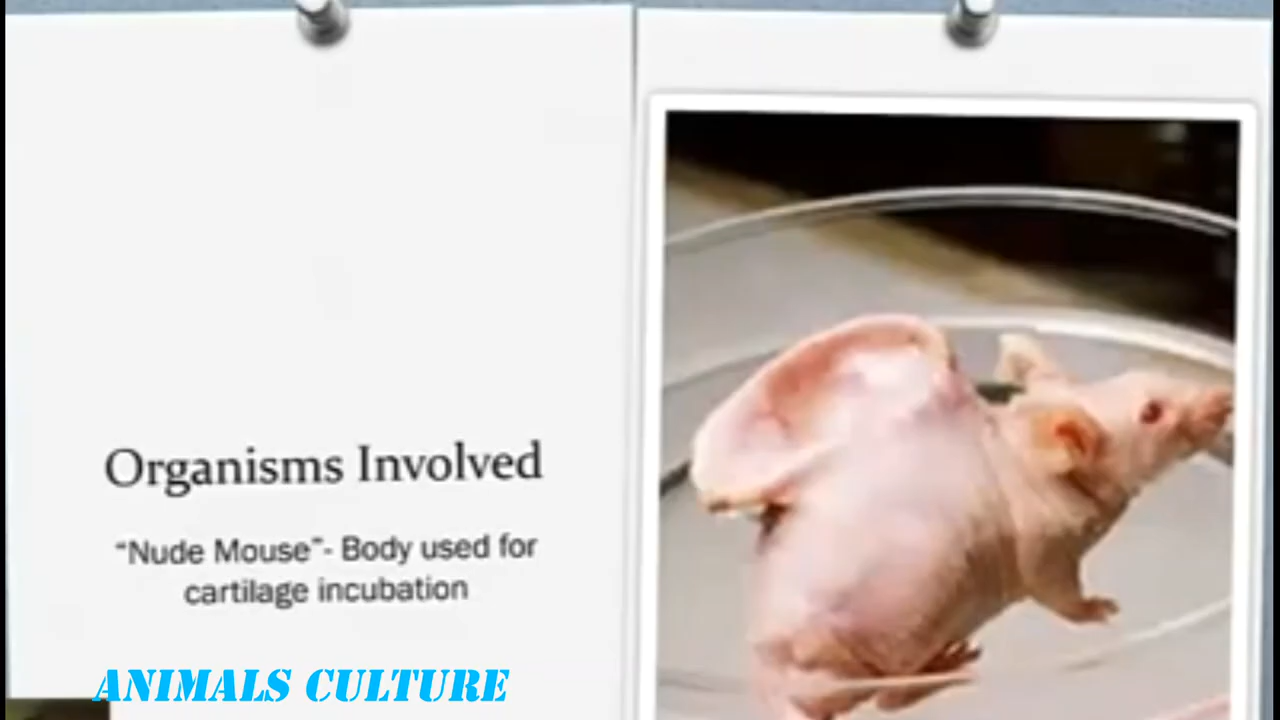 Organisms Involved
“Nude Mouse”- Body used for
cartilage incubation
ANIMALS CULTURE